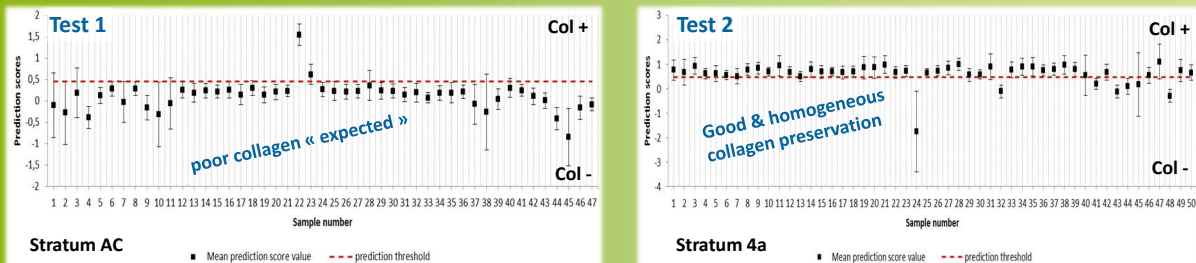 Test 1
Col +
2
1,5
1
0,5
0
-0,5
-1
-1,5
-2
Prediction scores
poor collagen « expected »
Col -
1 2 3 4 5 6 7 8 9 10 11 12 13 14 15 16 17 18 19 20 21 22 23 24 25 26 27 28 29 30 31 32 33 34 35 36 37 38 39 40 41 42 43 44 45 46 47
Sample number
Stratum AC
Mean prediction score value
prediction threshold
Test 2
Col +
3
2
1
0
-1
-2
-3
-4
Prediction scores
Good & homogeneous
collagen preservation
Col -
1 2 3 4 5 6 7 8 9 10 11 12 13 14 15 16 17 18 19 20 21 22 23 24 25 26 27 28 29 30 31 32 33 34 35 36 37 38 39 40 41 42 43 44 45 46 47 48 49 50
Sample number
Stratum 4a
Mean prediction score value
prediction threshold